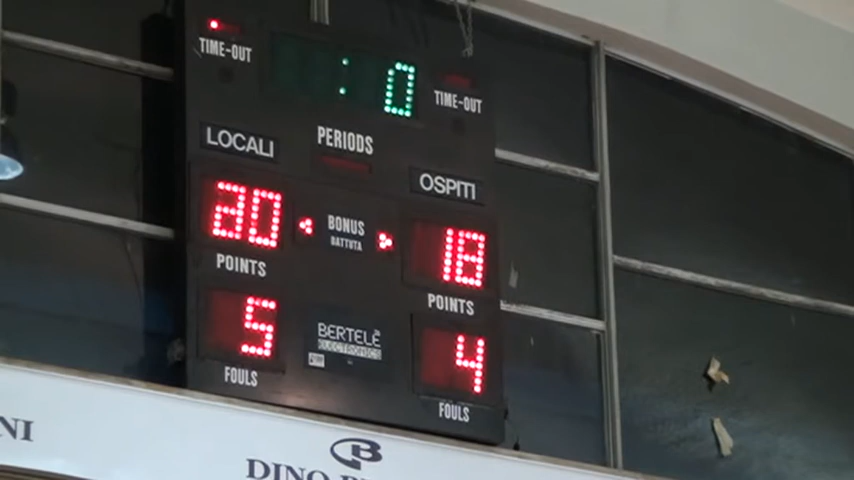 TIME-OUT
: 0
TIME-OUT
LOCALI
PERIODS
OSPITI
BONUS
BATTUTA
18
POINTS
POINTS
5
BERTELÈ
ELECTRONICS
4
FOULS
FOULS
NI
B
DINO